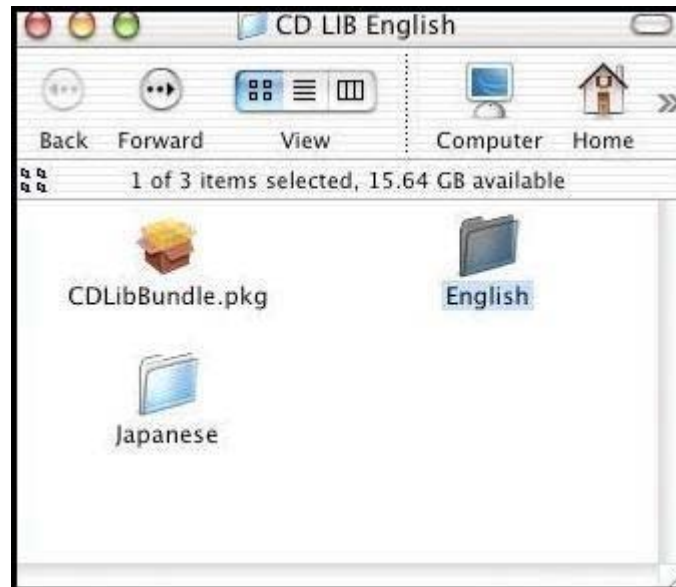 CD LIB English
Back Forward View Computer Home
1 of 3 items selected, 15.64 GB available
CDLibBundle.pkg English
Japanese